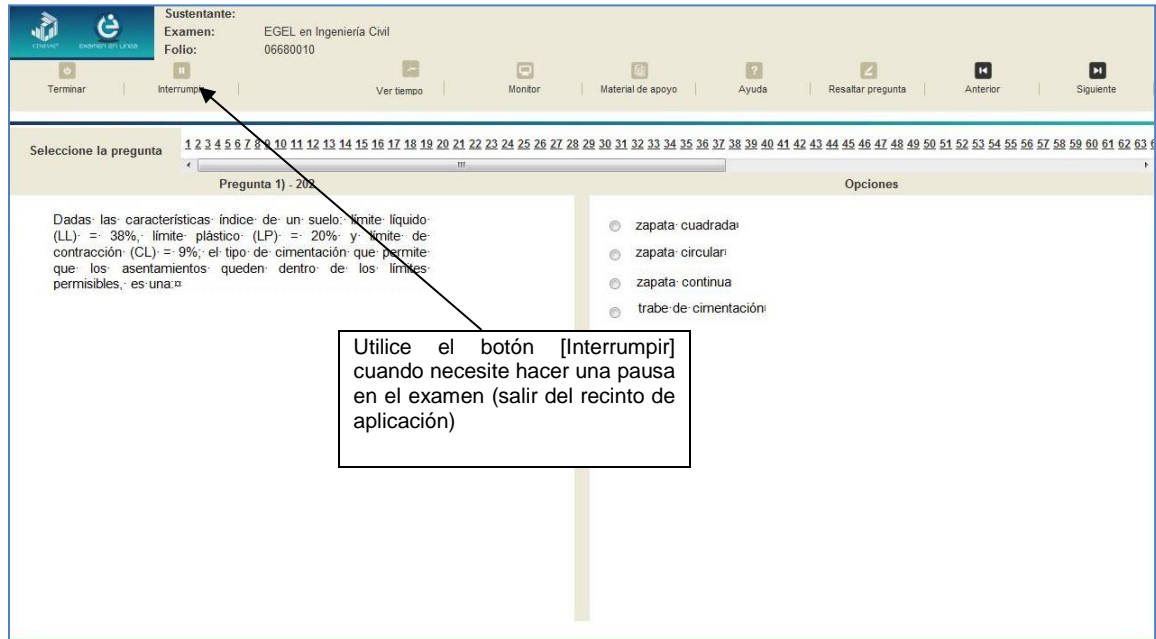 Sustentante:
Examen: EGEL en Ingeniería Civil
Folio: 06680010
CENEVAL®
examen en línea
Terminar Interrumpir Ver tiempo Monitor Material de apoyo Ayuda Resaltar pregunta Anterior Siguiente
Seleccione la pregunta 1 2 3 4 5 6 7 8 9 10 11 12 13 14 15 16 17 18 19 20 21 22 23 24 25 26 27 28 29 30 31 32 33 34 35 36 37 38 39 40 41 42 43 44 45 46 47 48 49 50 51 52 53 54 55 56 57 58 59 60 61 62 63
Pregunta 1) - 202
Opciones
Dadas las características índice de un suelo: límite líquido
(LL) = 38%, límite plástico (LP) = 20% y límite de
contracción (CL) = 9%; el tipo de cimentación que permite
que los asentamientos queden dentro de los límites
permisibles, es una:¤
zapata cuadrada
zapata circular
zapata continua
trabe de cimentación
Utilice el botón [Interrumpir]
cuando necesite hacer una pausa
en el examen (salir del recinto de
aplicación)